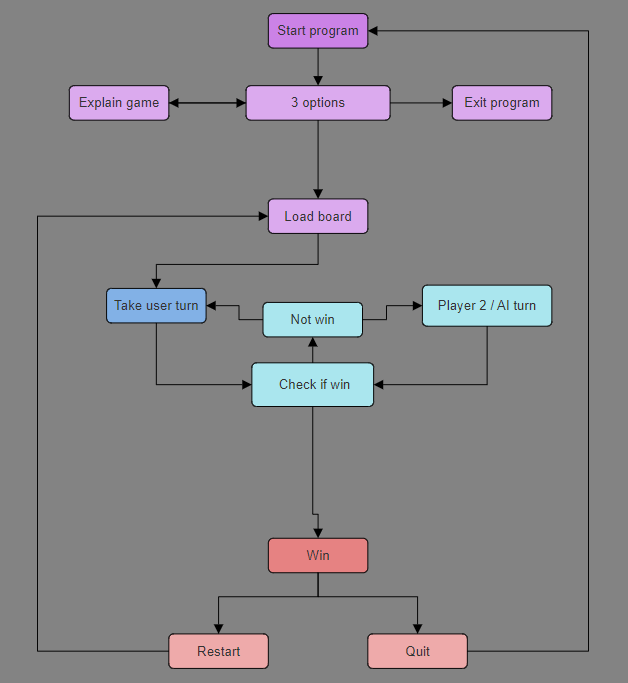 Start program
Explain game
3 options
Exit program
Load board
Take user turn
Not win
Player 2 / AI turn
Check if win
Win
Restart
Quit